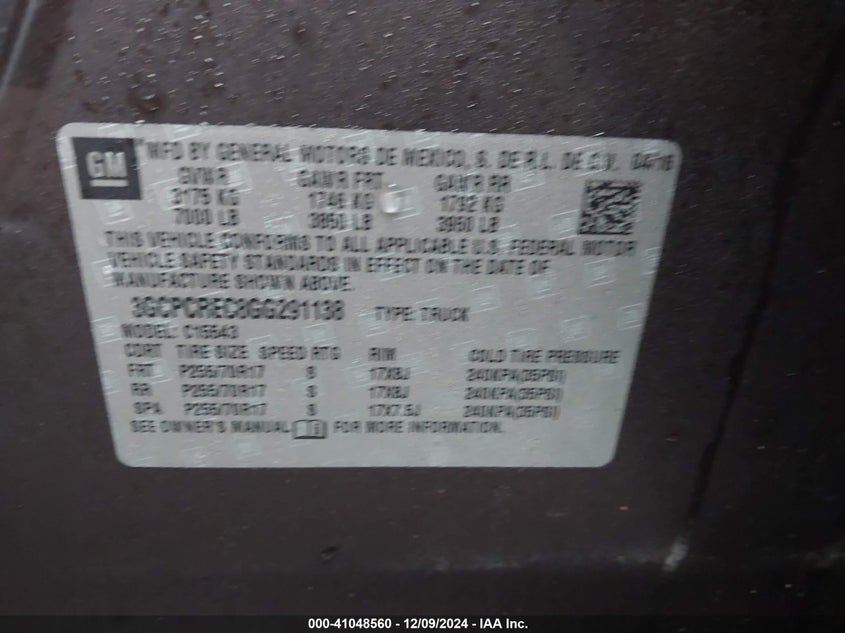 GM
MFD BY GENERAL MOTORS DE MEXICO, S. DE R.L. DE C.V. 04/16
GVWR GAWR FRT GAWR RR
3175 KG 1746 KG 1792 KG
7000 LB 3850 LB 3950 LB
THIS VEHICLE CONFORMS TO ALL APPLICABLE U.S. FEDERAL MOTOR
VEHICLE SAFETY STANDARDS IN EFFECT ON THE DATE OF
MANUFACTURE SHOWN ABOVE.
3GCPCREC8GG291138 TYPE: TRUCK
MODEL: C15543
CORT TIRE SIZE SPEED RTG RIM COLD TIRE PRESSURE
FRT P255/70R17 S 17X8J 240KPA(35PSI)
RR P255/70R17 S 17X8J 240KPA(35PSI)
SPA P255/70R17 S 17X7.5J 240KPA(35PSI)
SEE OWNER'S MANUAL FOR MORE INFORMATION.
000-41048560 - 12/09/2024 - IAA Inc.